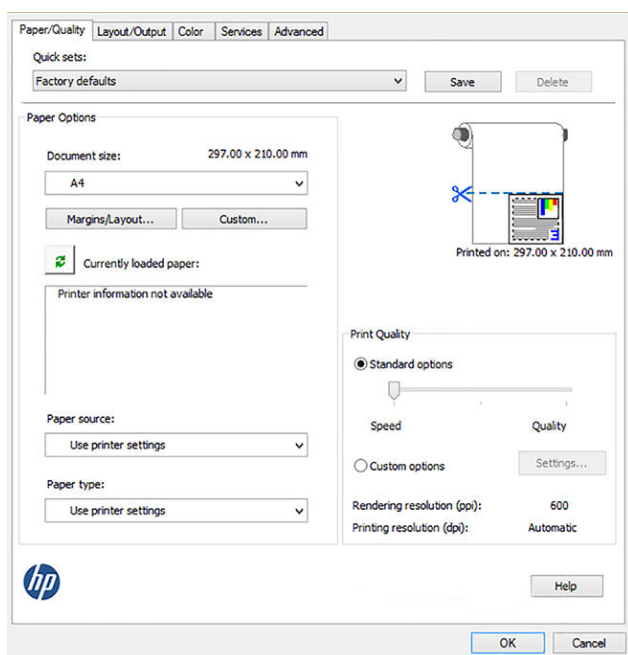 Paper/Quality Layout/Output Color Services Advanced
Quick sets:
Factory defaults Save Delete
Paper Options
Document size: 297.00 x 210.00 mm
A4
Margins/Layout... Custom...
Currently loaded paper:
Printer information not available
Printed on: 297.00 x 210.00 mm
Print Quality
Standard options
Speed Quality
Custom options Settings...
Rendering resolution (ppi): 600
Printing resolution (dpi): Automatic
Paper source:
Use printer settings
Paper type:
Use printer settings
hp
Help
OK Cancel